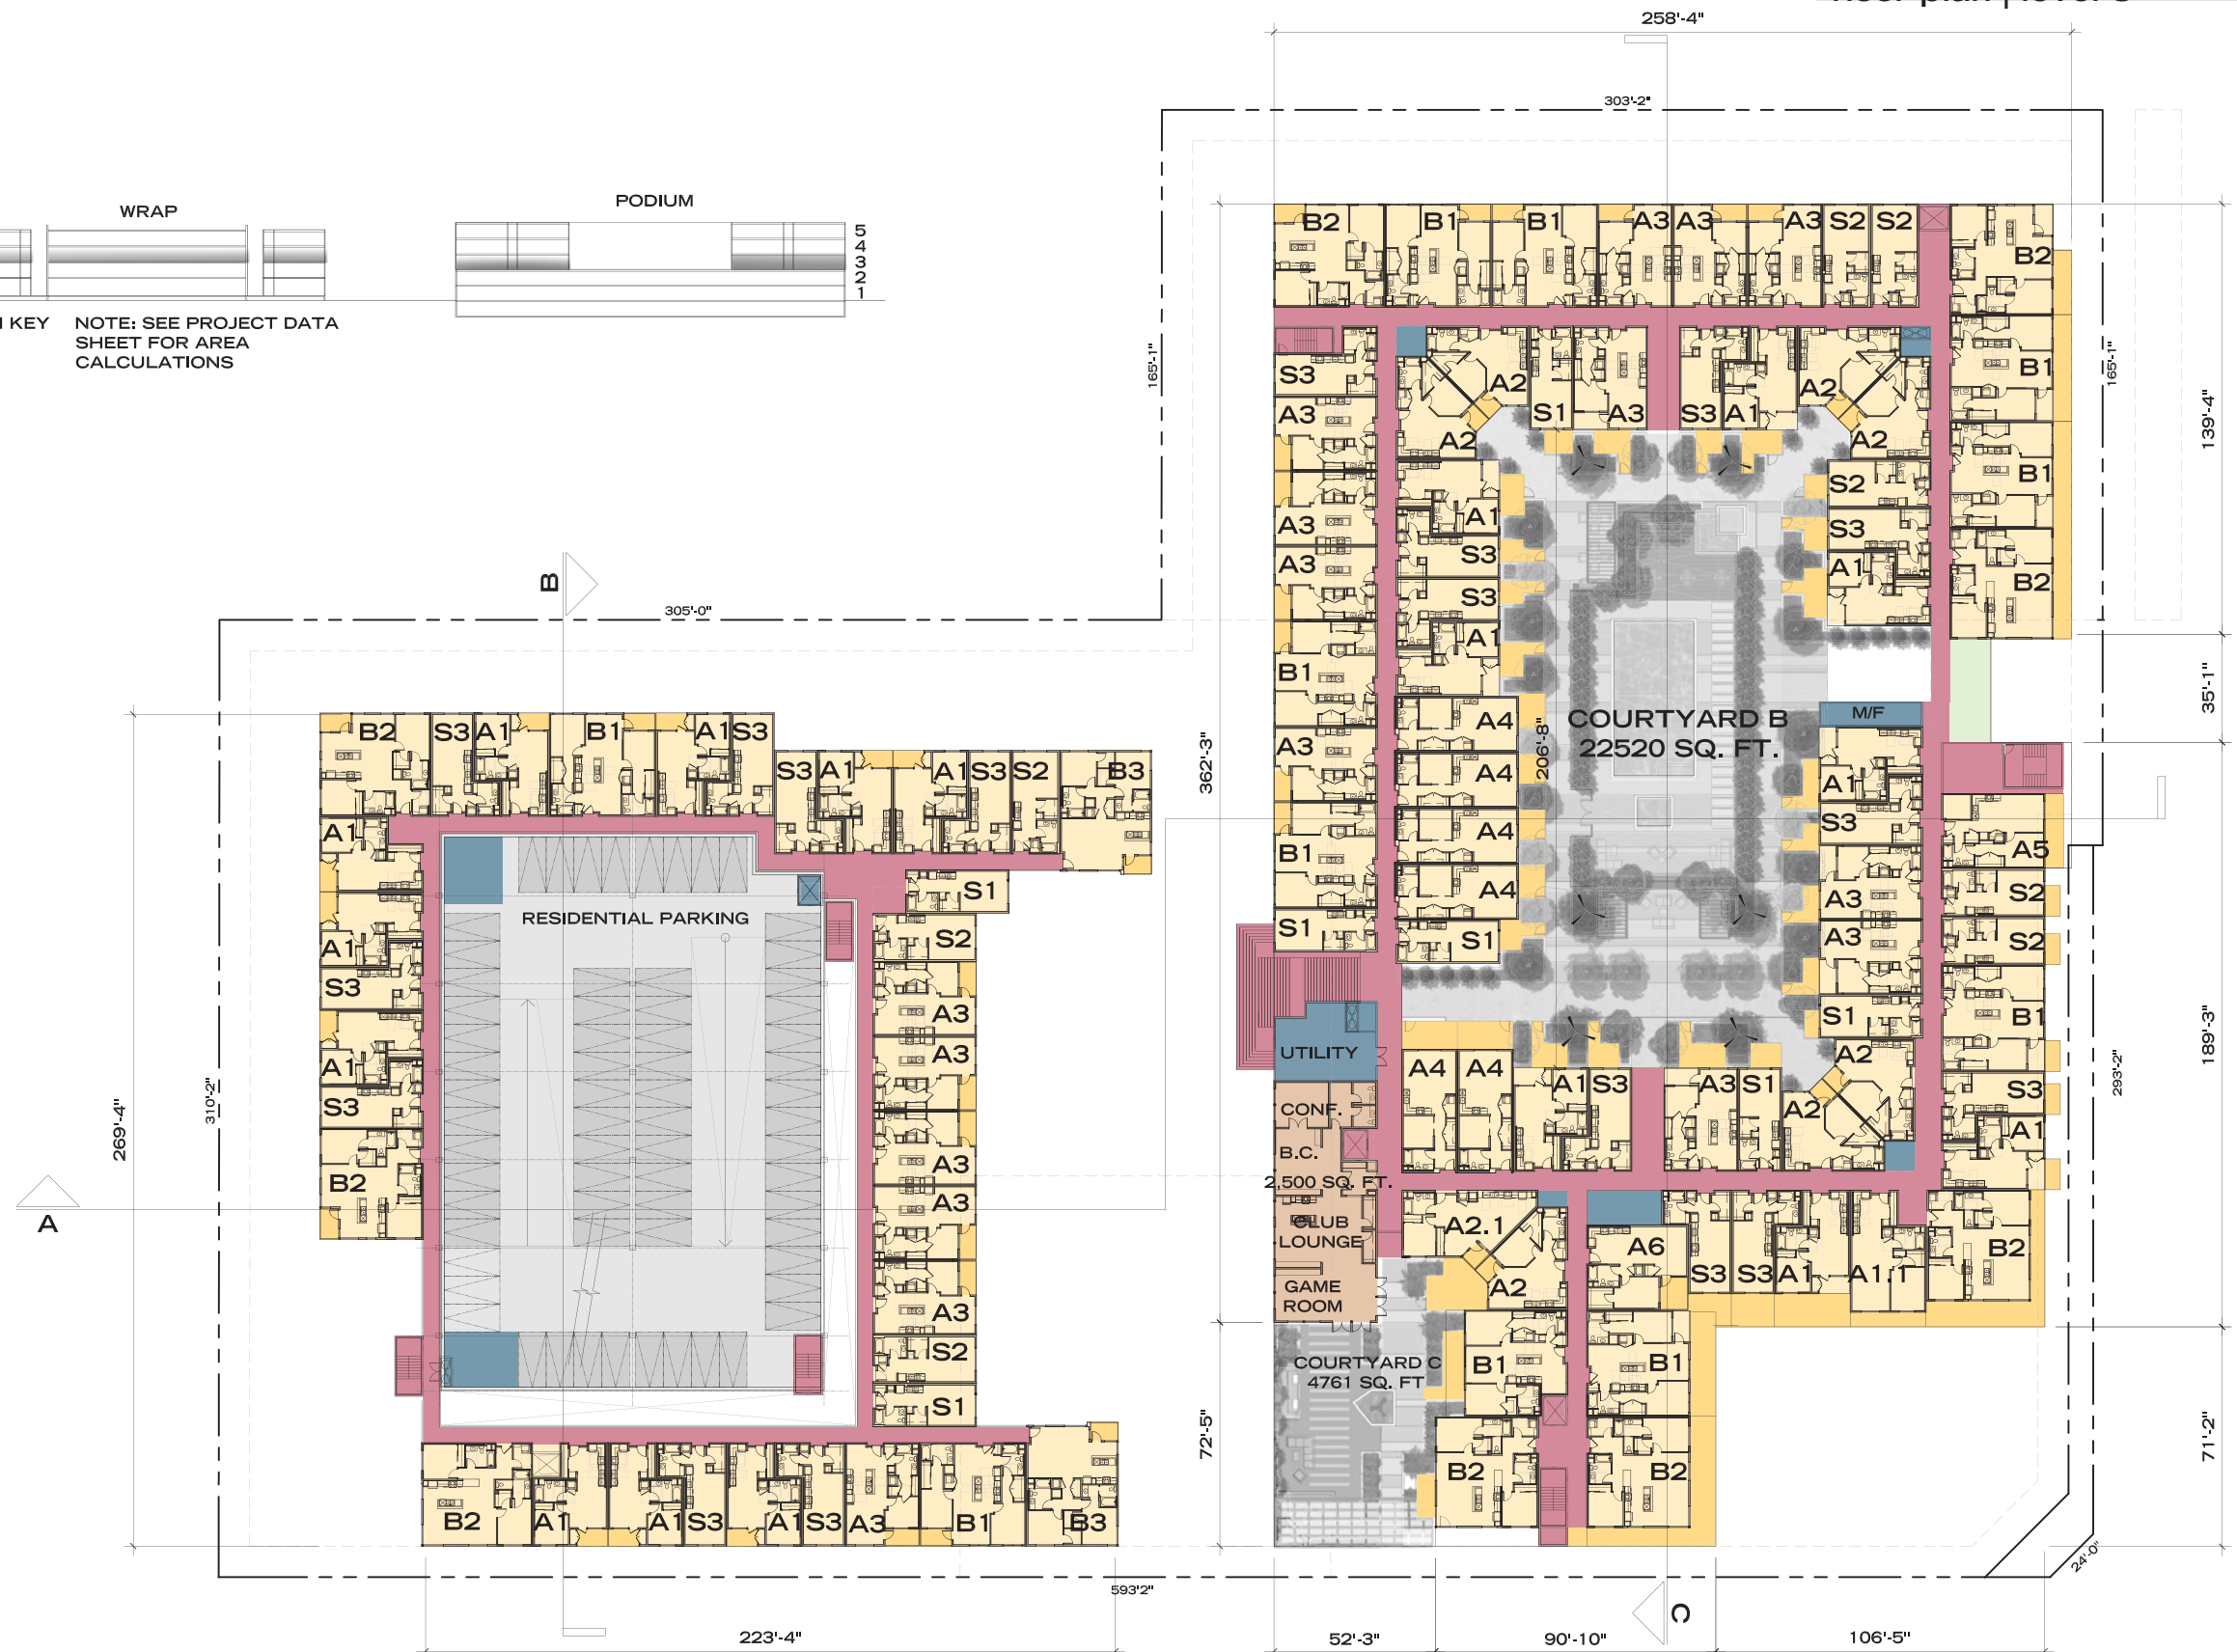 258'-4"
303'-2"
WRAP
PODIUM
5
4
3
2
1
KEY
NOTE: SEE PROJECT DATA
SHEET FOR AREA
CALCULATIONS
165'-1"
165'-1"
139'-4"
35'-1"
189'-3"
293'-2"
71'-2"
24'-0"
362'-3"
72'-5"
206'-8"
B
305'-0"
310'-2"
269'-4"
A
B2 B1 B1 A3 A3 A3 S2 S2 B2
S3 A2 S1 A3 S3 A1 A2 B1
A3 A2 A2 B1
A3 A1 S2
A3 S3 S3 A1 B2
S3
B1 A1
A4 COURTYARD B M/F
22520 SQ. FT.
A3 A4 A1
B1 A4 S3 A5
A4 A3 S2
S1 S1 A3 S2
S1 B1
UTILITY A4 A4 A1 S3 A3 S1 A2 A2 S3
CONF. A1
B.C.
2,500 SQ. FT.
CLUB
LOUNGE
A2.1 A6 B2
GAME
ROOM
A2 S3 S3 A1 A1.1
COURTYARD C
4761 SQ. FT
B1 B1
B2 B2
B2 S3 A1 B1 A1 S3
S3 A1 A1 S3 S2 B3
A1
RESIDENTIAL PARKING
S1
A1 S2
S3 A3
A1 A3
S3 A3
B2 A3
A3
S2
S1
B2 A1 A1 S3 A1 S3 A3 B1 B3
593'2"
C
223'-4"
52'-3"
90'-10"
106'-5"